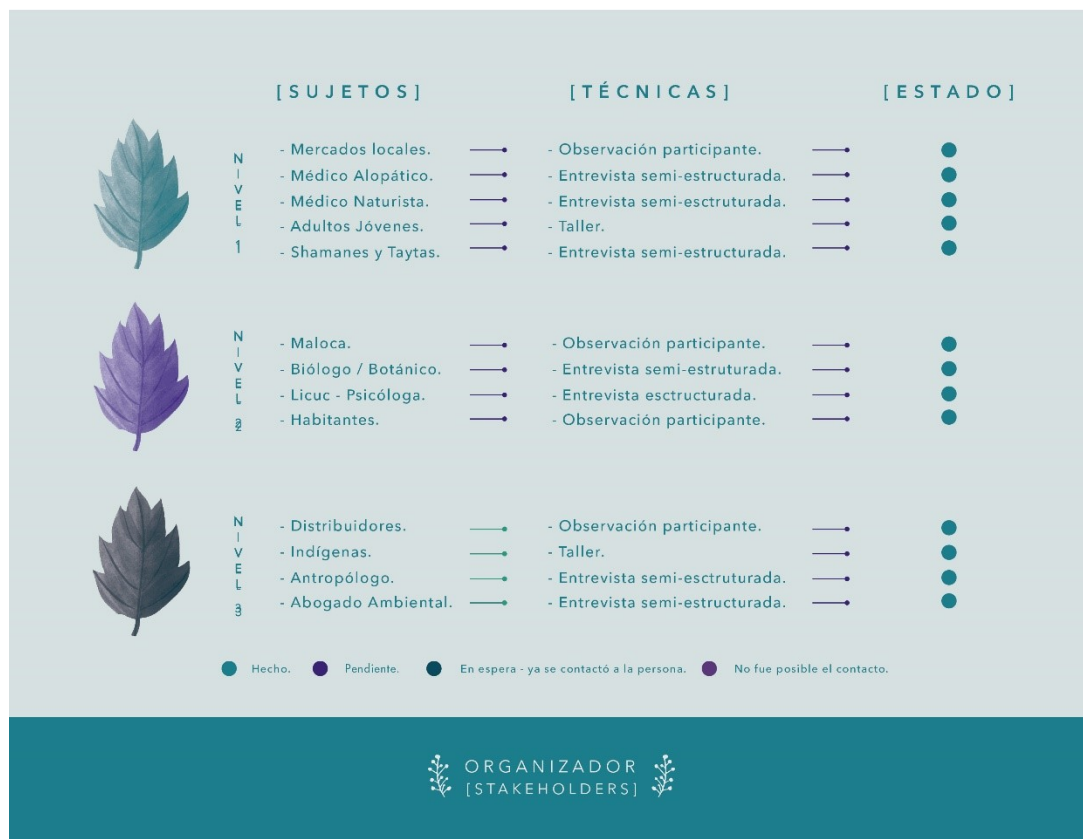 [SUJETOS] [TÉCNICAS] [ESTADO]
NIVEL 1
- Mercados locales. - Observación participante.
- Médico Alopático. - Entrevista semi-estructurada.
- Médico Naturista. - Entrevista semi-esctructurada.
- Adultos Jóvenes. - Taller.
- Shamanes y Taytas. - Entrevista semi-estructurada.
NIVEL 2
- Maloca. - Observación participante.
- Biólogo / Botánico. - Entrevista semi-estruturada.
- Licuc - Psicóloga. - Entrevista esctructurada.
- Habitantes. - Observación participante.
NIVEL 3
- Distribuidores. - Observación participante.
- Indígenas. - Taller.
- Antropólogo. - Entrevista semi-esctructurada.
- Abogado Ambiental. - Entrevista semi-estructurada.
Hecho. Pendiente. En espera - ya se contactó a la persona. No fue posible el contacto.
ORGANIZADOR
[STAKEHOLDERS]